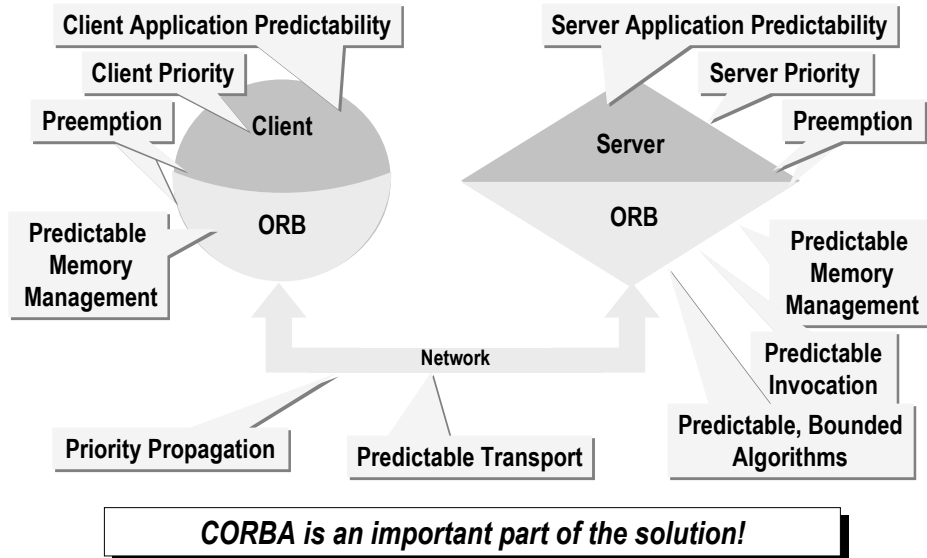 Client Application Predictability
Server Application Predictability
Client Priority
Server Priority
Preemption
Client
Server
Preemption
ORB
ORB
Predictable
Memory
Management
Predictable
Memory
Management
Network
Predictable
Invocation
Priority Propagation
Predictable Transport
Predictable, Bounded
Algorithms
CORBA is an important part of the solution!